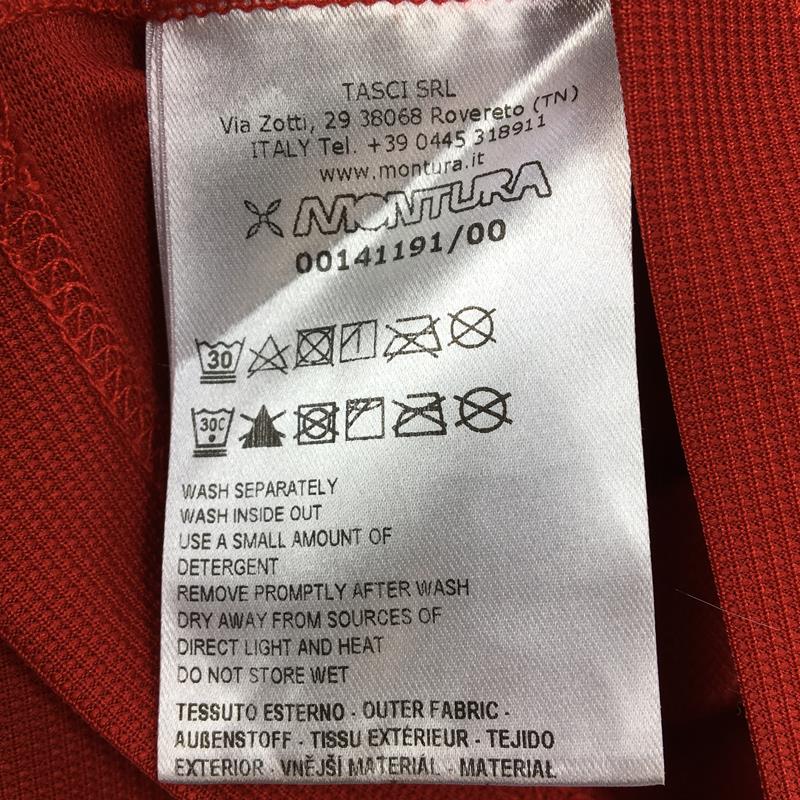 TASCI SRL
Via Zotti, 29 38068 Rovereto (TN)
ITALY Tel. +39 0445 318911
www.montura.it
MONTURA
00141191/00
30
30C
WASH SEPARATELY
WASH INSIDE OUT
USE A SMALL AMOUNT OF
DETERGENT
REMOVE PROMPTLY AFTER WASH
DRY AWAY FROM SOURCES OF
DIRECT LIGHT AND HEAT
DO NOT STORE WET
TESSUTO ESTERNO - OUTER FABRIC -
AUßENSTOFF - TISSU EXTÉRIEUR - TEJIDO
EXTERIOR - VNĚJŠÍ MATERIÁL - MATERIAŁ